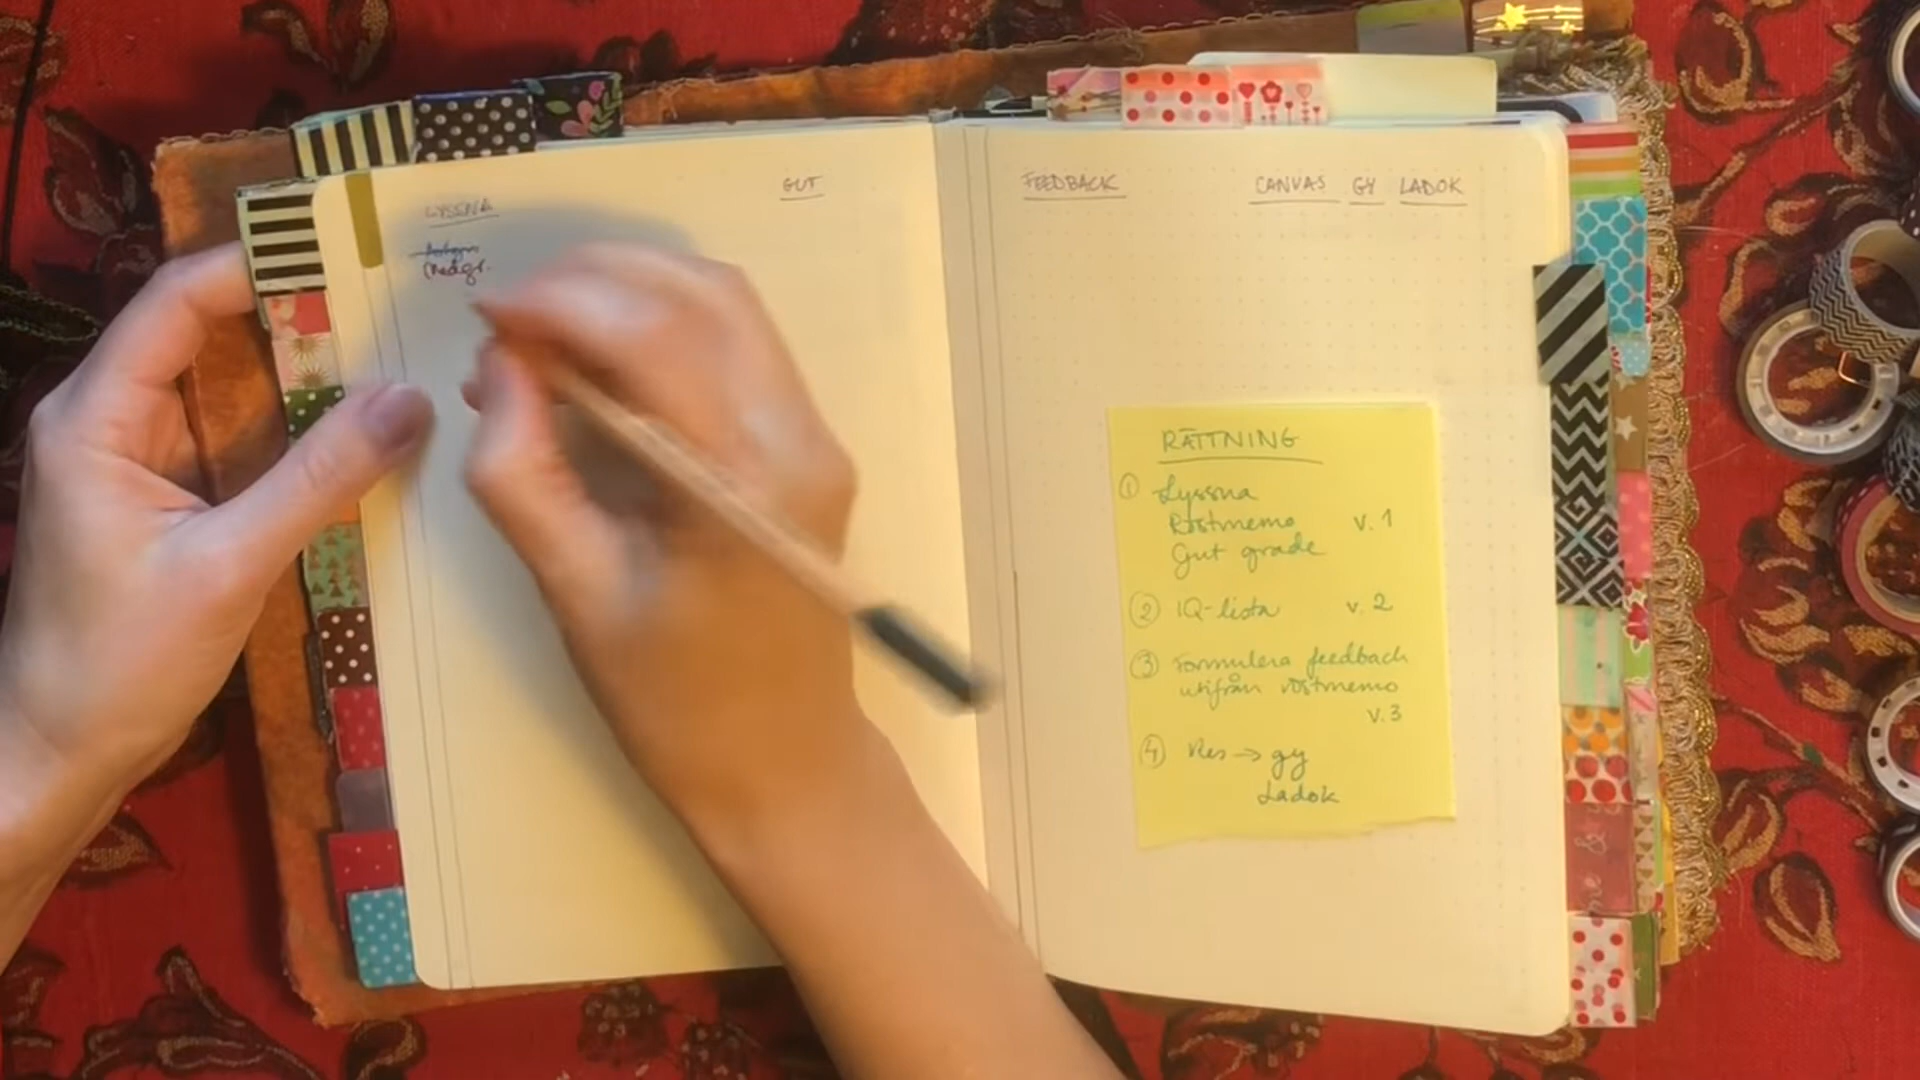 LYSSNA
GUT
Medgr.
FEEDBACK CANVAS GY LADOK
RÄTTNING
① Lyssna
Röstmemo v. 1
Gut grade
② IQ-lista v. 2
③ Formulera feedback
utifrån röstmemo
v. 3
④ Res → gy
Ladok